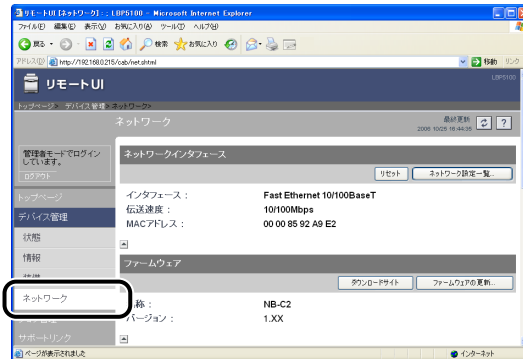 リモートUI [ネットワーク] : : LBP5100 - Microsoft Internet Explorer
ファイル(F) 編集(E) 表示(V) お気に入り(A) ツール(T) ヘルプ(H)
戻る 検索 お気に入り
アドレス(D) http://192.168.0.215/cab/net.shtml 移動 リンク
リモートUI LBP5100
トップページ> デバイス管理> ネットワーク>
ネットワーク 最終更新
2006 10/25 16:44:35
管理者モードでログインしています。
ログアウト
トップページ
デバイス管理
状態
情報
ネットワーク
サポートリンク
ネットワークインタフェース
リセット ネットワーク設定一覧...
インタフェース : Fast Ethernet 10/100BaseT
伝送速度 : 10/100Mbps
MACアドレス : 00 00 85 92 A9 E2
ファームウェア
ダウンロードサイト ファームウェアの更新...
名称 : NB-C2
バージョン : 1.XX
ページが表示されました インターネット